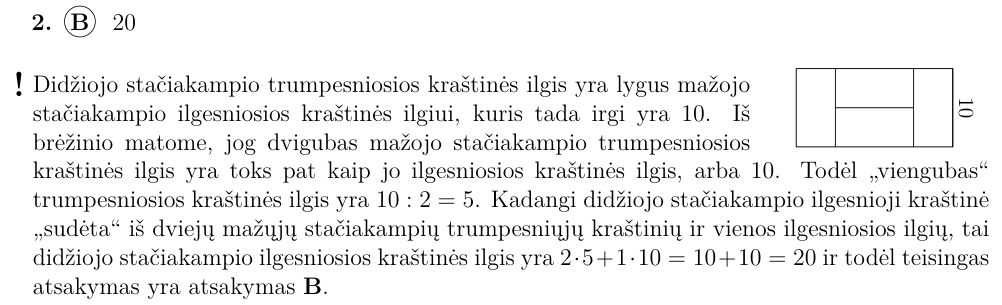 2. B 20
! Didžiojo stačiakampio trumpesniosios kraštinės ilgis yra lygus mažojo
stačiakampio ilgesniosios kraštinės ilgiui, kuris tada irgi yra 10. Iš
brėžinio matome, jog dvigubas mažojo stačiakampio trumpesniosios
kraštinės ilgis yra toks pat kaip jo ilgesniosios kraštinės ilgis, arba 10. Todėl „viengubas“
trumpesniosios kraštinės ilgis yra 10 : 2 = 5. Kadangi didžiojo stačiakampio ilgesnioji kraštinė
„sudėta“ iš dviejų mažųjų stačiakampių trumpesniųjų kraštinių ir vienos ilgesniosios ilgių, tai
didžiojo stačiakampio ilgesniosios kraštinės ilgis yra 2·5+1·10 = 10+10 = 20 ir todėl teisingas
atsakymas yra atsakymas B.
10